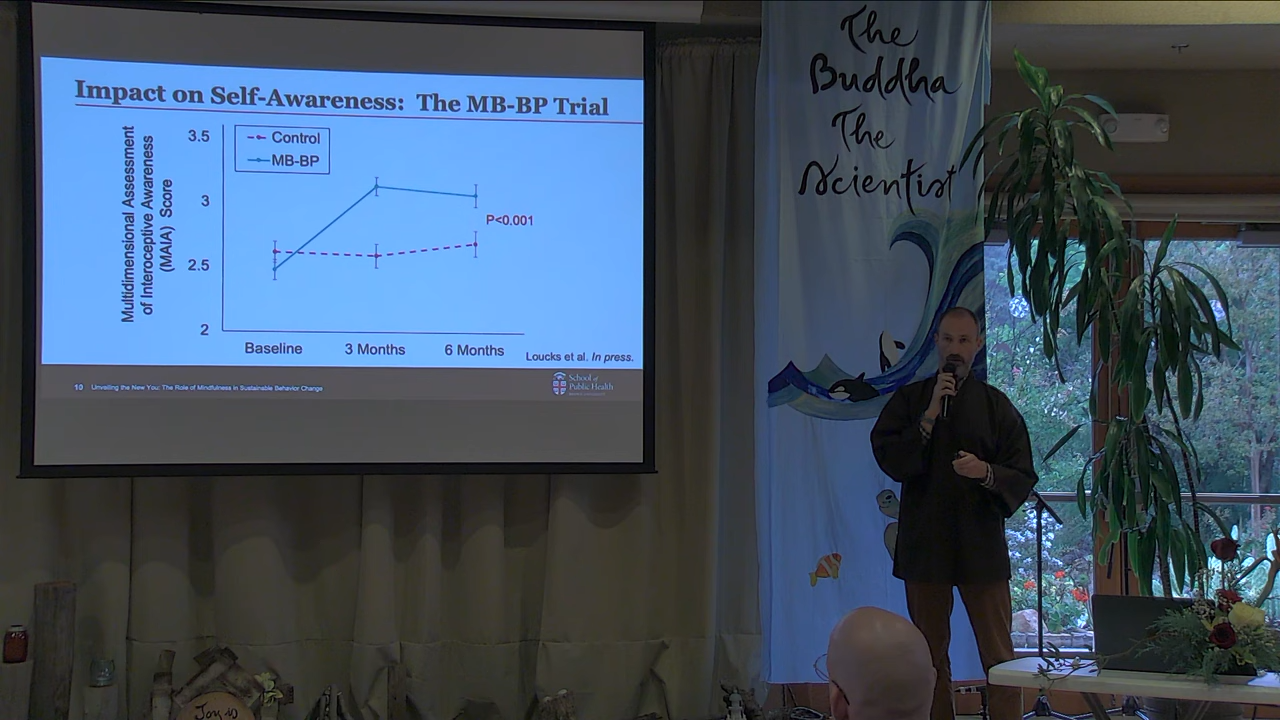 Impact on Self-Awareness: The MB-BP Trial
Multidimensional Assessment
of Interoceptive Awareness
(MAIA) Score
3.5
3
2.5
2
Control
MB-BP
P<0.001
Baseline
3 Months
6 Months
Loucks et al. In press.
10
Unveiling the New You: The Role of Mindfulness in Sustainable Behavior Change
School of
Public Health
The
Buddha
The
Scientist
Joy is